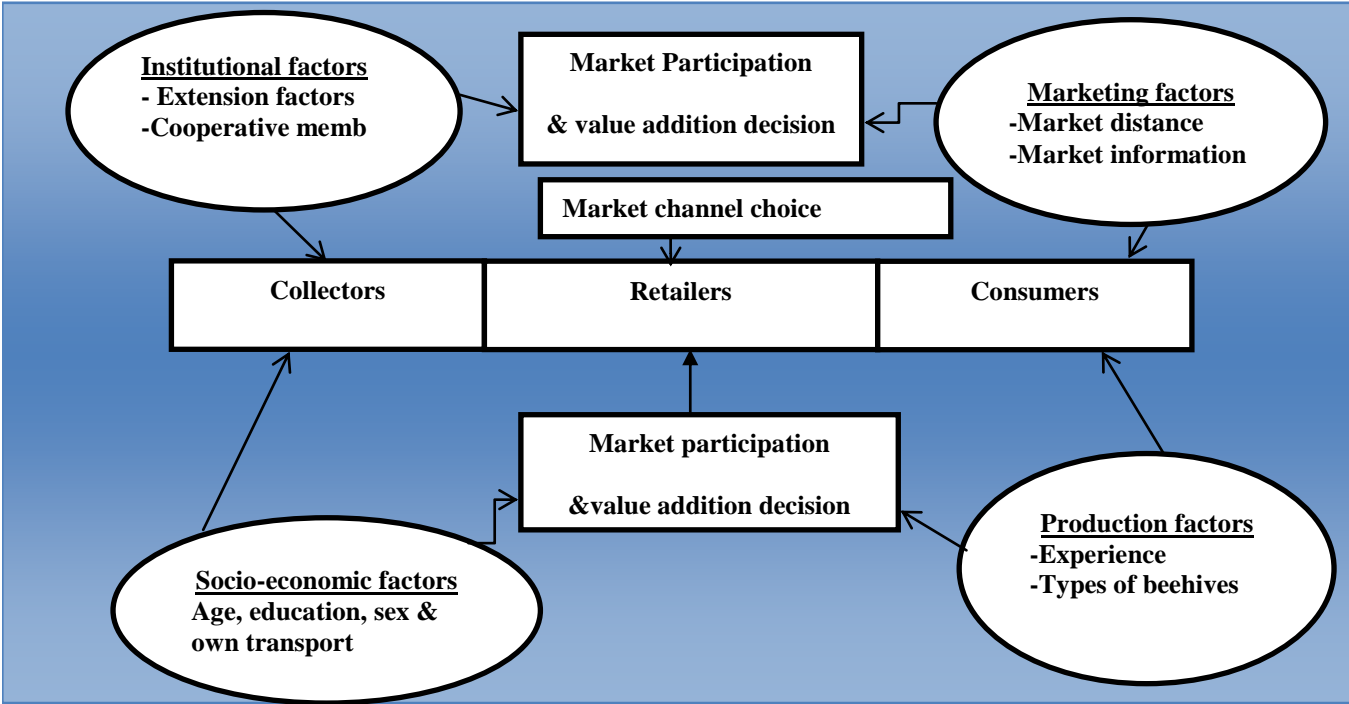 Institutional factors
- Extension factors
-Cooperative memb
Market Participation
& value addition decision
Marketing factors
-Market distance
-Market information
Market channel choice
Collectors
Retailers
Consumers
Market participation
&value addition decision
Socio-economic factors
Age, education, sex &
own transport
Production factors
-Experience
-Types of beehives